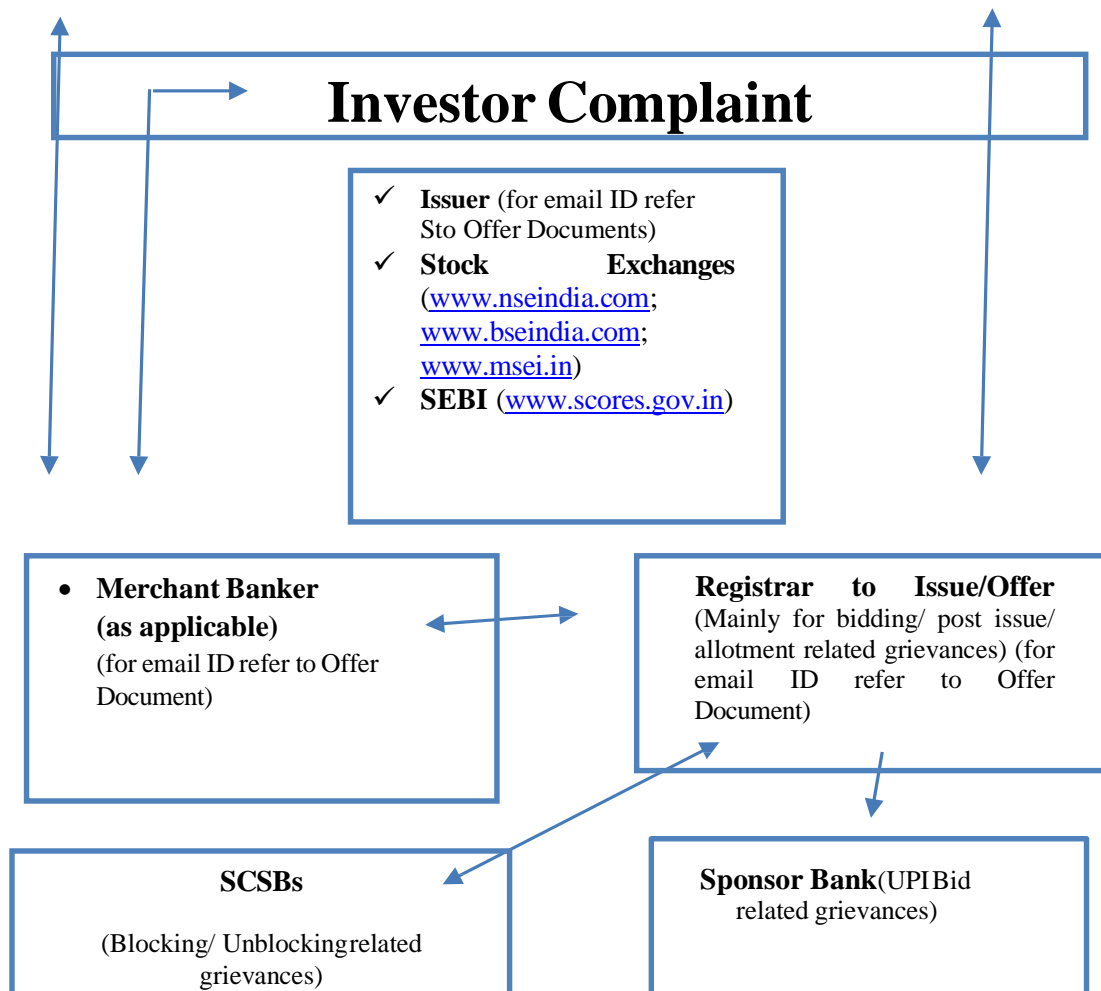 Investor Complaint
✓ Issuer (for email ID refer
Sto Offer Documents)
✓ Stock Exchanges
(www.nseindia.com;
www.bseindia.com;
www.msei.in)
✓ SEBI (www.scores.gov.in)
• Merchant Banker
(as applicable)
(for email ID refer to Offer
Document)
Registrar to Issue/Offer
(Mainly for bidding/ post issue/
allotment related grievances) (for
email ID refer to Offer
Document)
SCSBs
(Blocking/ Unblockingrelated
grievances)
Sponsor Bank(UPIBid
related grievances)